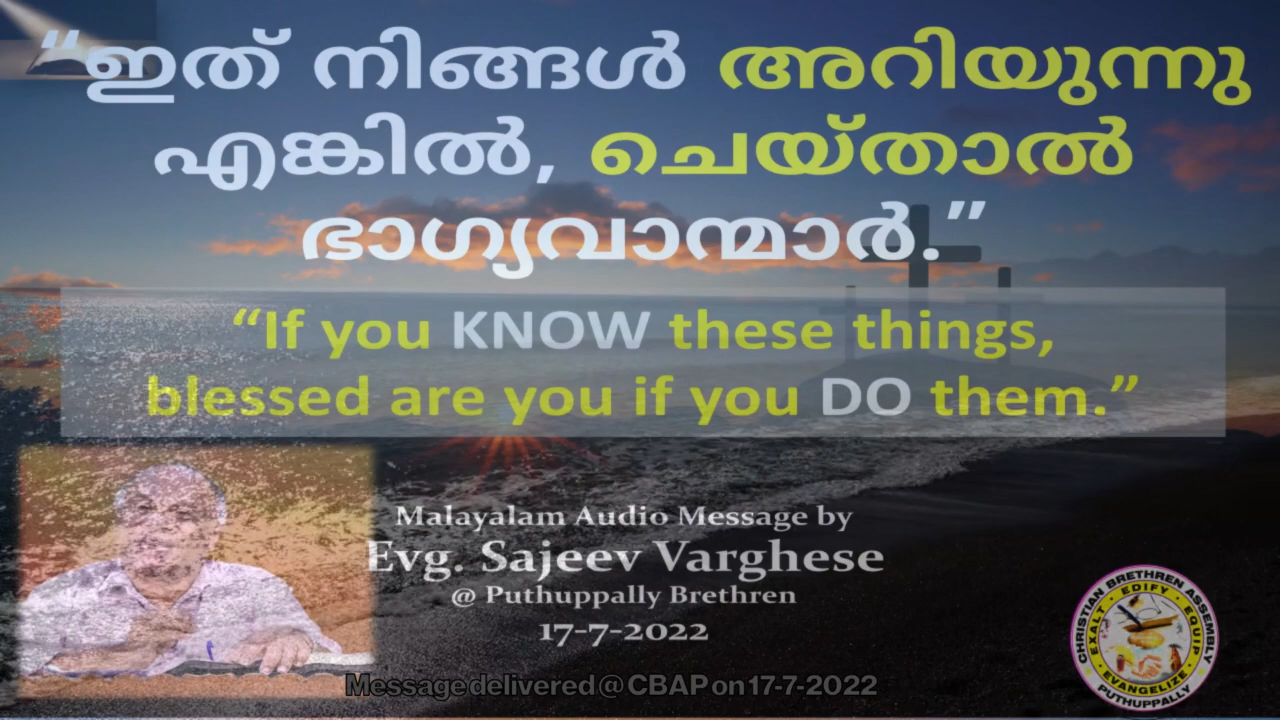 “ഇത് നിങ്ങൾ അറിയുന്നു
എങ്കിൽ, ചെയ്താൽ
ഭാഗ്യവാന്മാർ.”
“If you KNOW these things,
blessed are you if you DO them.”
Malayalam Audio Message by
Evg. Sajeev Varghese
@ Puthuppally Brethren
17-7-2022
Message delivered @ CBAP on 17-7-2022
CHRISTIAN BRETHREN ASSEMBLY
EXALT · EDIFY · EQUIP
EVANGELIZE
PUTHUPPALLY